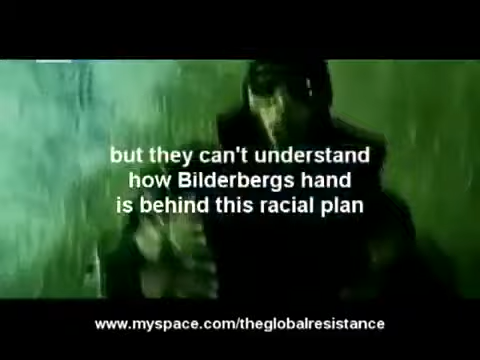 but they can't understand
how Bilderbergs hand
is behind this racial plan
www.myspace.com/theglobalresistance